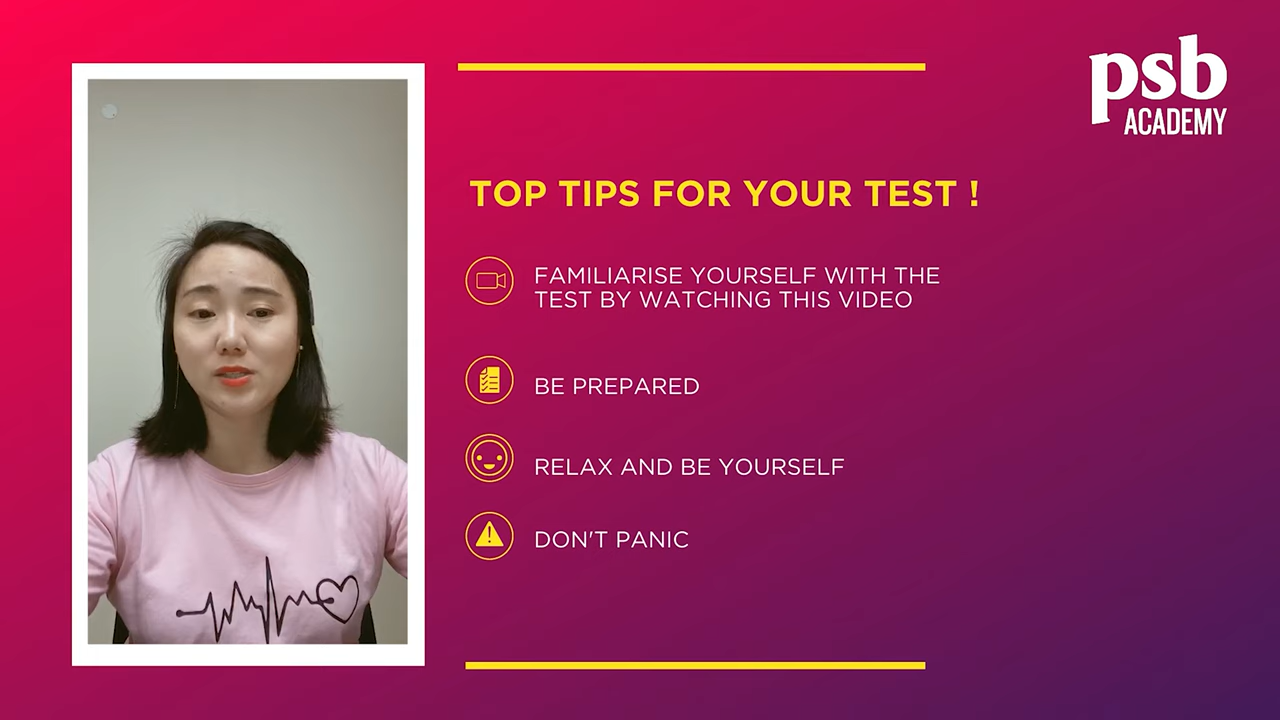 psb
ACADEMY
TOP TIPS FOR YOUR TEST !
FAMILIARISE YOURSELF WITH THE
TEST BY WATCHING THIS VIDEO
BE PREPARED
RELAX AND BE YOURSELF
DON'T PANIC